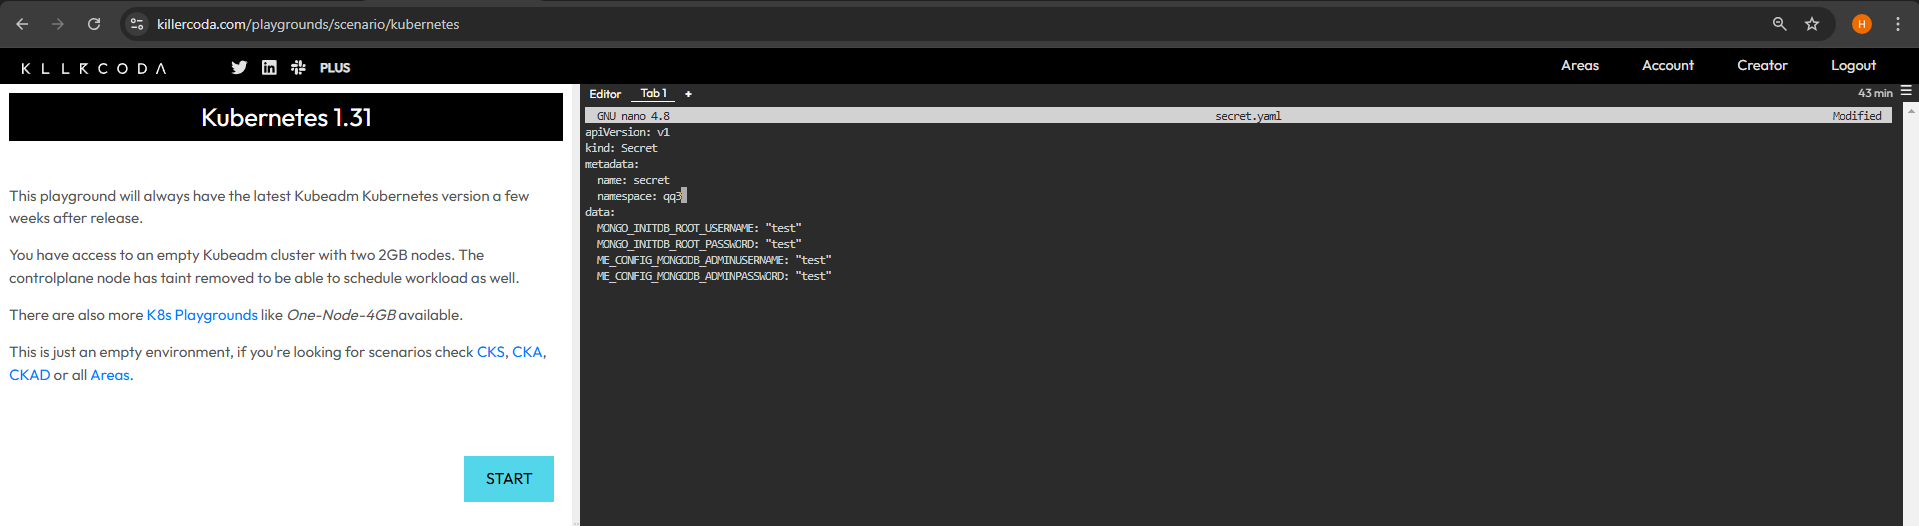 killercoda.com/playgrounds/scenario/kubernetes
H
KLLRCODA
PLUS
Areas
Account
Creator
Logout
Kubernetes 1.31
This playground will always have the latest Kubeadm Kubernetes version a few
weeks after release.
You have access to an empty Kubeadm cluster with two 2GB nodes. The
controlplane node has taint removed to be able to schedule workload as well.
There are also more K8s Playgrounds like One-Node-4GB available.
This is just an empty environment, if you're looking for scenarios check CKS, CKA,
CKAD or all Areas.
START
Editor Tab 1 +
43 min
GNU nano 4.8 secret.yaml Modified
apiVersion: v1
kind: Secret
metadata:
  name: secret
  namespace: qq3
data:
  MONGO_INITDB_ROOT_USERNAME: "test"
  MONGO_INITDB_ROOT_PASSWORD: "test"
  ME_CONFIG_MONGODB_ADMINUSERNAME: "test"
  ME_CONFIG_MONGODB_ADMINPASSWORD: "test"